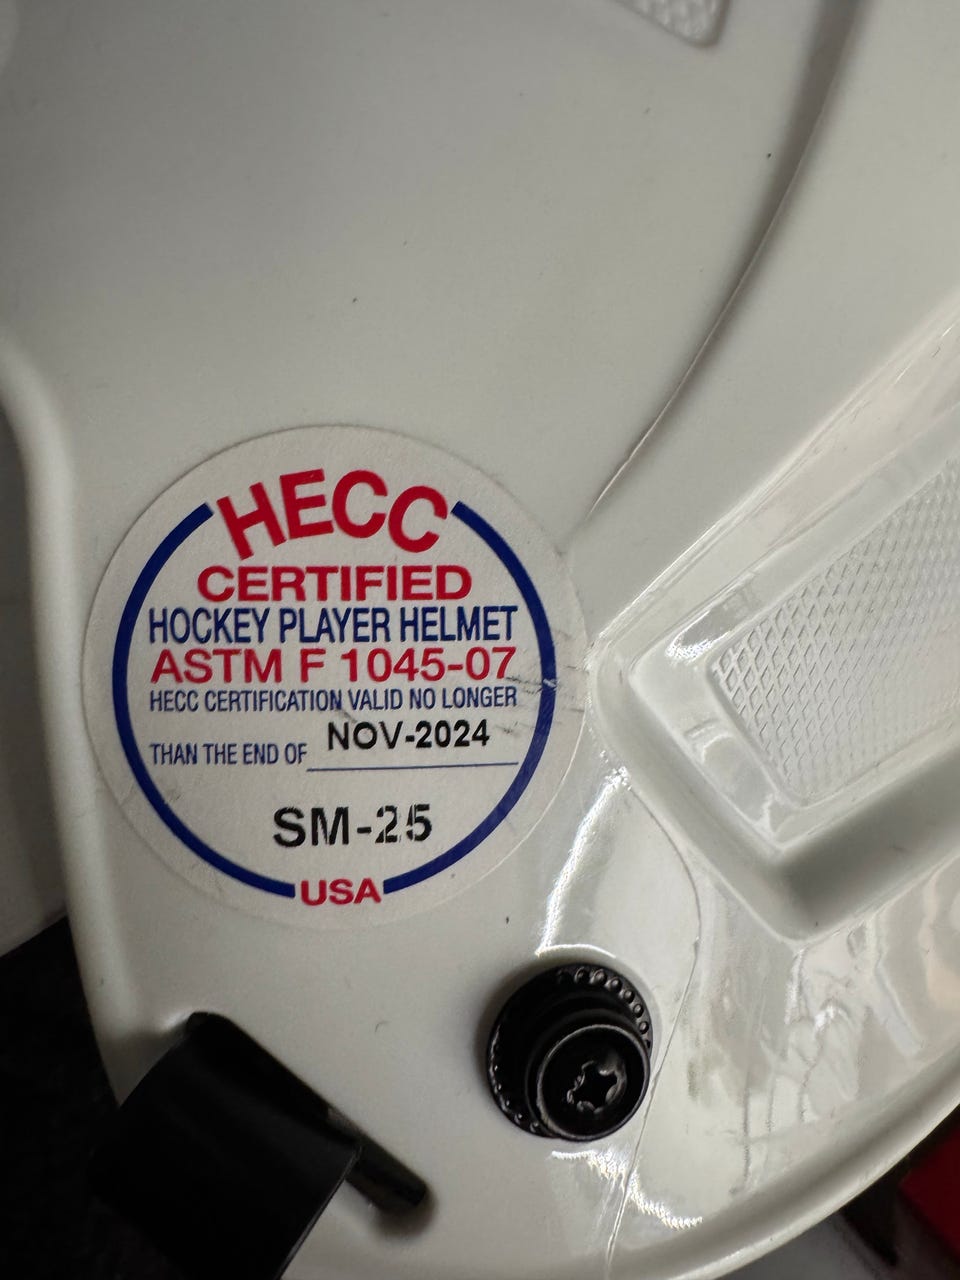 HECC
CERTIFIED
HOCKEY PLAYER HELMET
ASTM F 1045-07
HECC CERTIFICATION VALID NO LONGER
THAN THE END OF NOV-2024
SM-25
USA